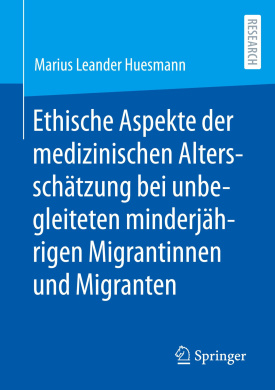 RESEARCH
Marius Leander Huesmann
Ethische Aspekte der
medizinischen Alters-
schätzung bei unbe-
gleiteten minderjäh-
rigen Migrantinnen
und Migranten
Springer